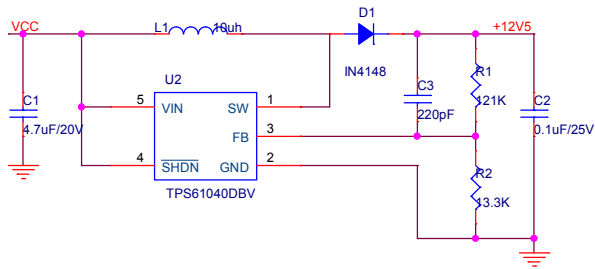 VCC
L1
10uh
D1
+12V5
IN4148
U2
C3
R1
C1
5
VIN
SW
1
121K
C2
4.7uF/20V
220pF
0.1uF/25V
FB
3
4
SHDN
GND
2
R2
TPS61040DBV
13.3K